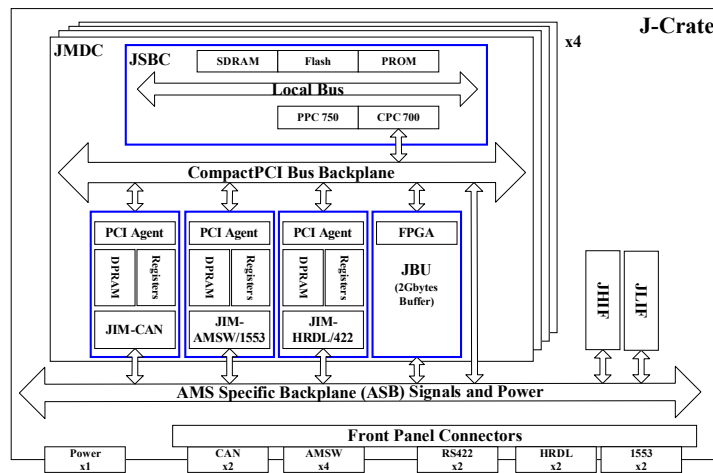 J-Crate
x4
JMDC
JSBC
SDRAM Flash PROM
Local Bus
PPC 750 CPC 700
CompactPCI Bus Backplane
PCI Agent
DPRAM
Registers
JIM-CAN
PCI Agent
DPRAM
Registers
JIM-
AMSW/1553
PCI Agent
DPRAM
Registers
JIM-
HRDL/422
FPGA
JBU
(2Gbytes
Buffer)
JHIF
JLIF
AMS Specific Backplane (ASB) Signals and Power
Front Panel Connectors
Power
x1
CAN
x2
AMSW
x4
RS422
x2
HRDL
x2
1553
x2